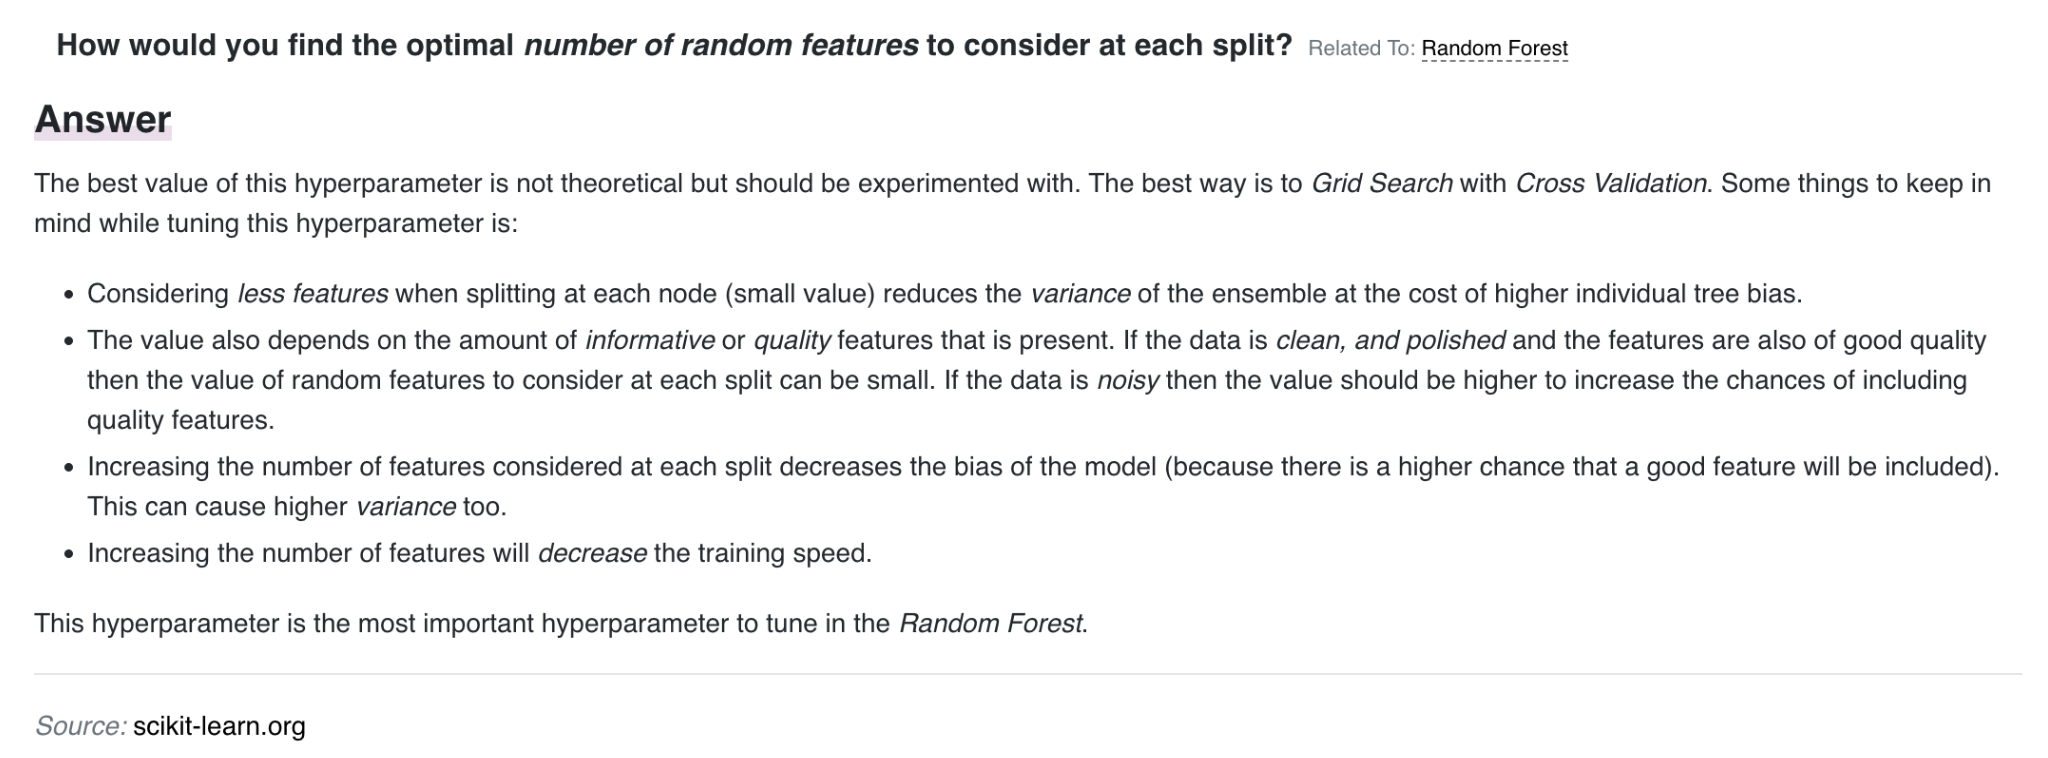 How would you find the optimal number of random features to consider at each split? Related To: Random Forest
Answer
The best value of this hyperparameter is not theoretical but should be experimented with. The best way is to Grid Search with Cross Validation. Some things to keep in
mind while tuning this hyperparameter is:
• Considering less features when splitting at each node (small value) reduces the variance of the ensemble at the cost of higher individual tree bias.
• The value also depends on the amount of informative or quality features that is present. If the data is clean, and polished and the features are also of good quality
then the value of random features to consider at each split can be small. If the data is noisy then the value should be higher to increase the chances of including
quality features.
• Increasing the number of features considered at each split decreases the bias of the model (because there is a higher chance that a good feature will be included).
This can cause higher variance too.
• Increasing the number of features will decrease the training speed.
This hyperparameter is the most important hyperparameter to tune in the Random Forest.
Source: scikit-learn.org